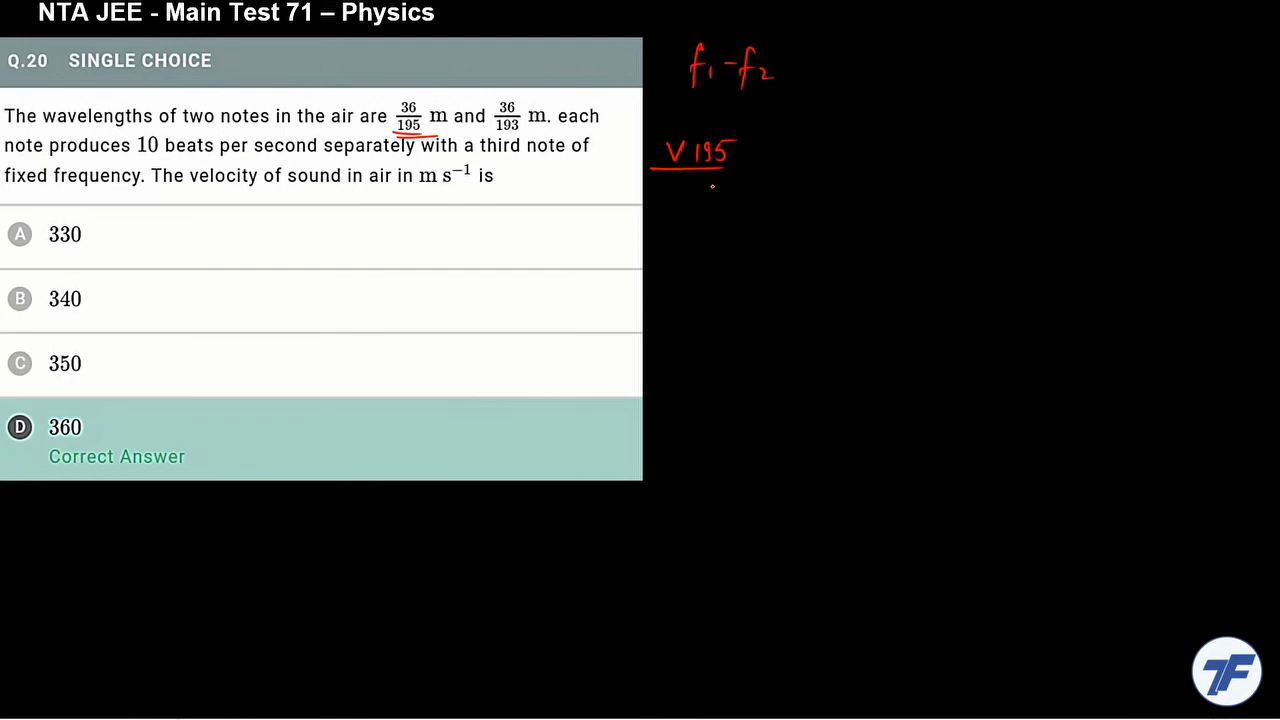 NTA JEE - Main Test 71 – Physics
Q.20 SINGLE CHOICE
The wavelengths of two notes in the air are 36/195 m and 36/193 m. each
note produces 10 beats per second separately with a third note of
fixed frequency. The velocity of sound in air in m s⁻¹ is
A 330
B 340
C 350
D 360
Correct Answer
f₁-f₂
V 195
7F